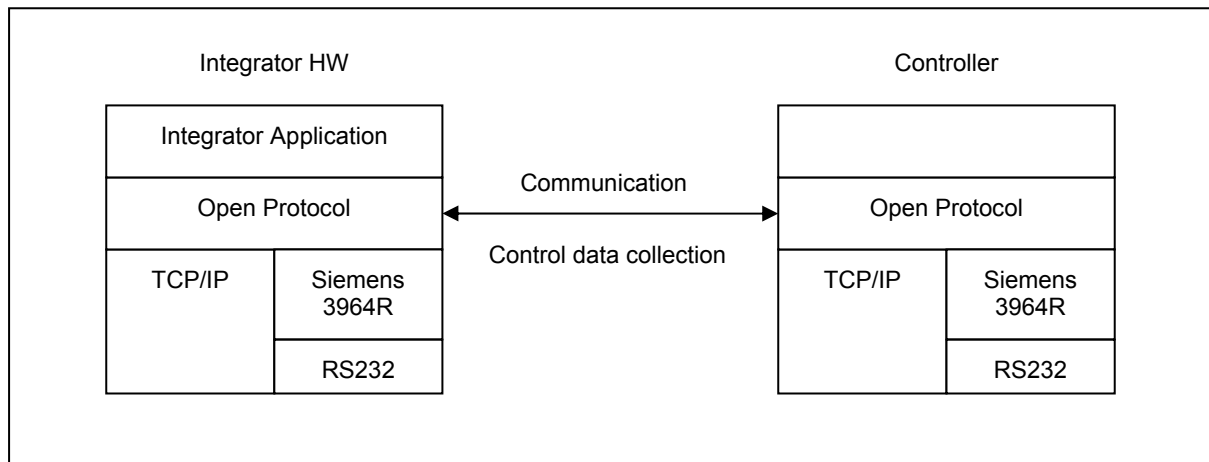 Integrator HW
Controller
Integrator Application
Communication
Open Protocol
Open Protocol
Control data collection
TCP/IP
Siemens
3964R
TCP/IP
Siemens
3964R
RS232
RS232